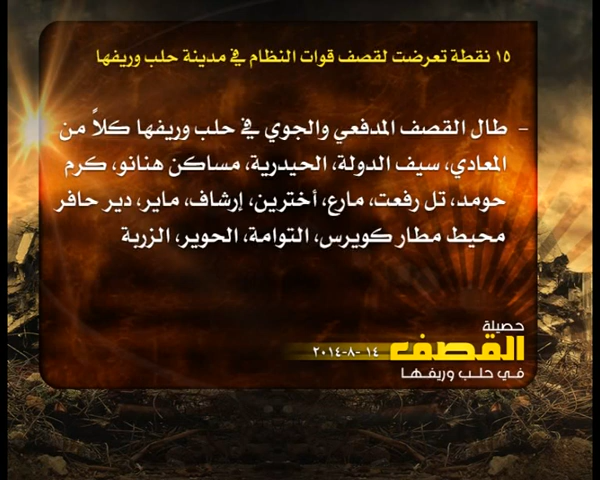 ١٥ نقطة تعرضت لقصف قوات النظام في مدينة حلب وريفها
- طال القصف المدفعي والجوي في حلب وريفها كلاً من
المعادي، سيف الدولة، الحيدرية، مساكن هنانو، كرم
حومد، تل رفعت، مارع، أخترين، إرشاف، ماير، دير حافر
محيط مطار كويرس، التوامة، الحوير، الزربة
حصيلة
القصف
١٤ -٨-٢٠١٤
في حلب وريفها